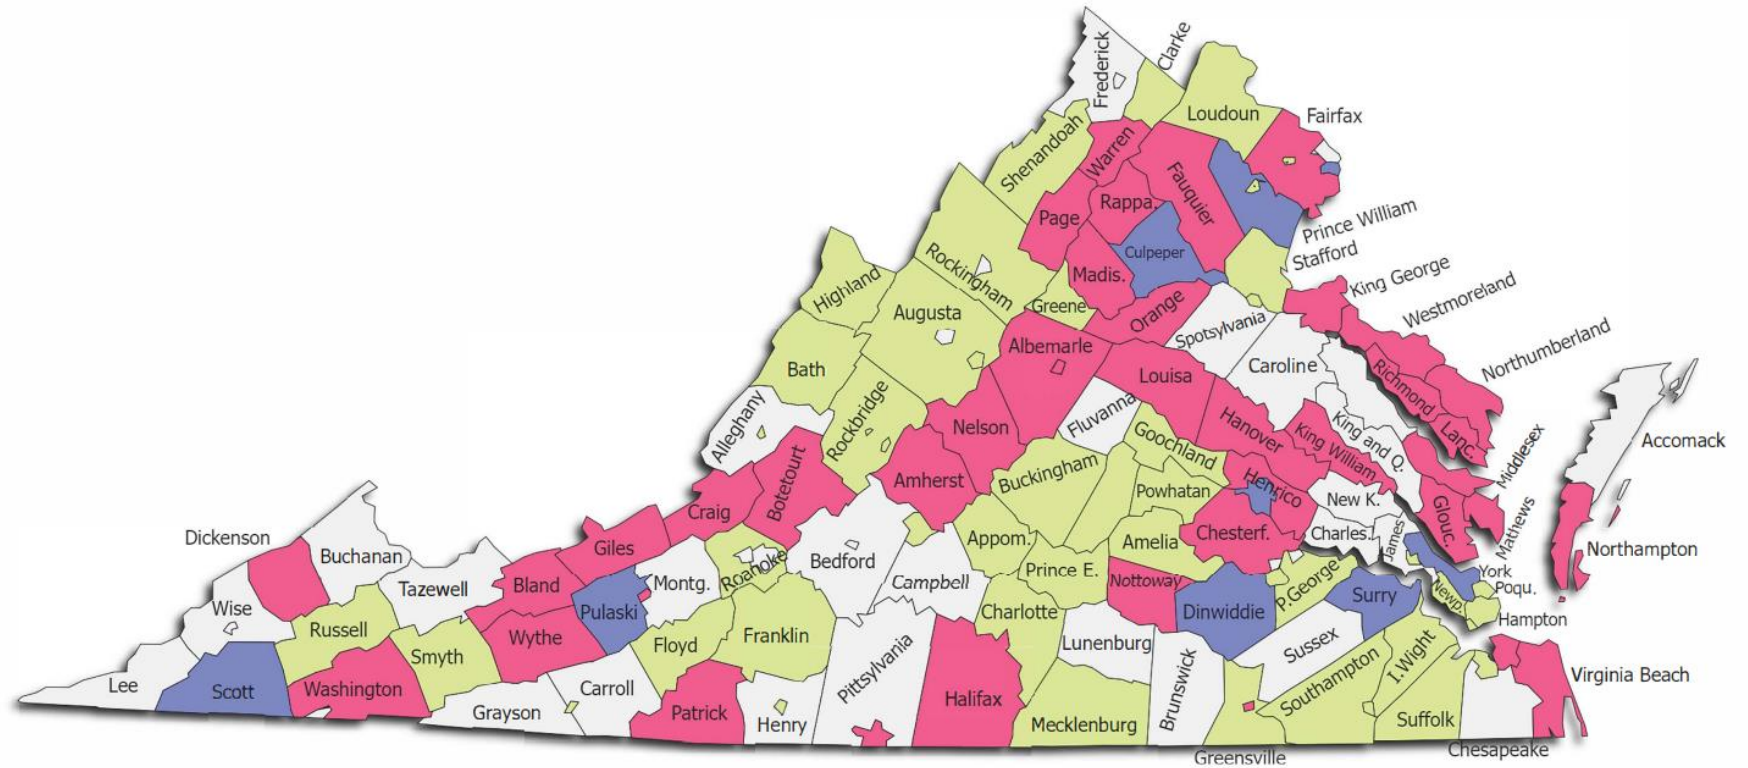 Frederick
Clarke
Loudoun
Fairfax
Shenandoah
Warren
Fauquier
Rappa.
Page
Prince William
Culpeper
Stafford
Rockingham
Madis.
King George
Highland
Greene
Westmoreland
Augusta
Orange
Spotsylvania
Northumberland
Albemarle
Bath
Louisa
Caroline
Richmond
Rockbridge
Alleghany
Nelson
Fluvanna
Hanover
Lanc.
King and Q.
Accomack
Goochland
King William
Middlesex
Amherst
Buckingham
Botetourt
Henrico
Powhatan
New K.
Craig
Glouc.
Mathews
Dickenson
Buchanan
Giles
Appom.
Amelia
Chesterf.
Charles.
James
Northampton
Bedford
Roanoke
Tazewell
Bland
Montg.
Campbell
Prince E.
Nottoway
P.George
York
Poqu.
Newp.
Wise
Pulaski
Charlotte
Dinwiddie
Surry
Hampton
Russell
Wythe
Franklin
Floyd
Lunenburg
Sussex
Smyth
Pittsylvania
I.Wight
Virginia Beach
Lee
Scott
Washington
Carroll
Brunswick
Southampton
Grayson
Patrick
Henry
Halifax
Mecklenburg
Suffolk
Greensville
Chesapeake